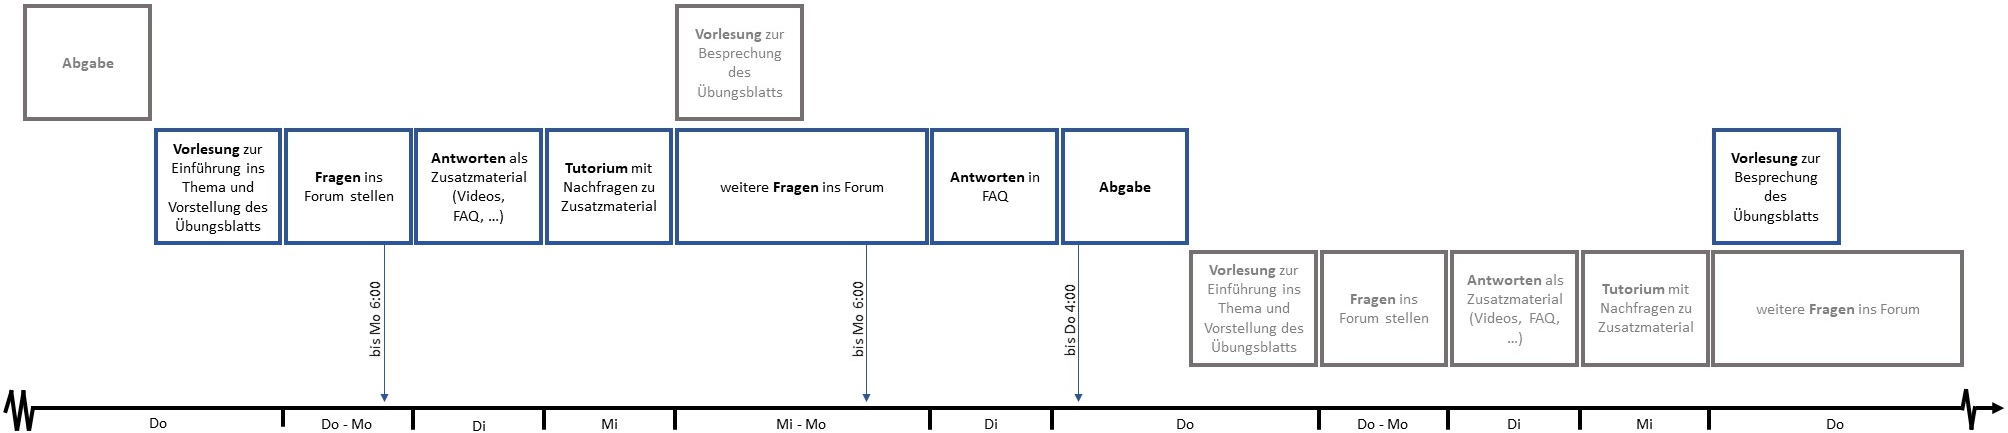 Abgabe
Vorlesung zur
Besprechung
des
Übungsblatts
Vorlesung zur
Einführung ins
Thema und
Vorstellung des
Übungsblatts
Fragen ins
Forum stellen
Antworten als
Zusatzmaterial
(Videos,
FAQ, ...)
Tutorium mit
Nachfragen zu
Zusatzmaterial
weitere Fragen ins Forum
Antworten in
FAQ
Abgabe
Vorlesung zur
Besprechung
des
Übungsblatts
Vorlesung zur
Einführung ins
Thema und
Vorstellung des
Übungsblatts
Fragen ins
Forum stellen
Antworten als
Zusatzmaterial
(Videos, FAQ,
...)
Tutorium mit
Nachfragen zu
Zusatzmaterial
weitere Fragen ins Forum
bis Mo 6:00
bis Mo 6:00
bis Do 4:00
Do
Do - Mo
Di
Mi
Mi - Mo
Di
Do
Do - Mo
Di
Mi
Do